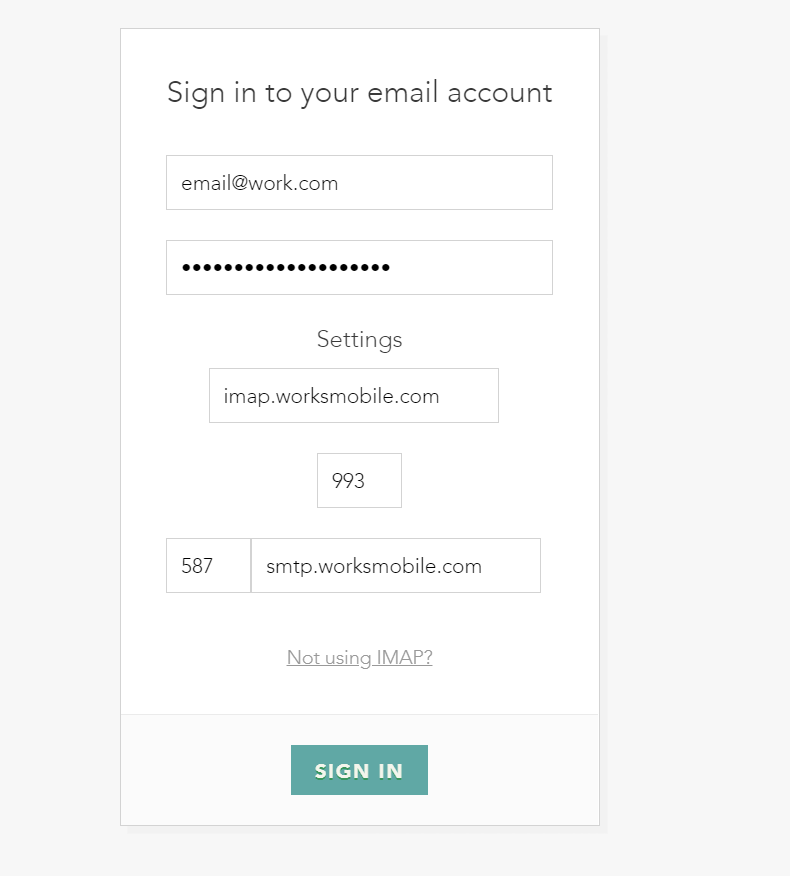 Sign in to your email account
email@work.com
••••••••••••••••••••
Settings
imap.worksmobile.com
993
587 smtp.worksmobile.com
Not using IMAP?
SIGN IN